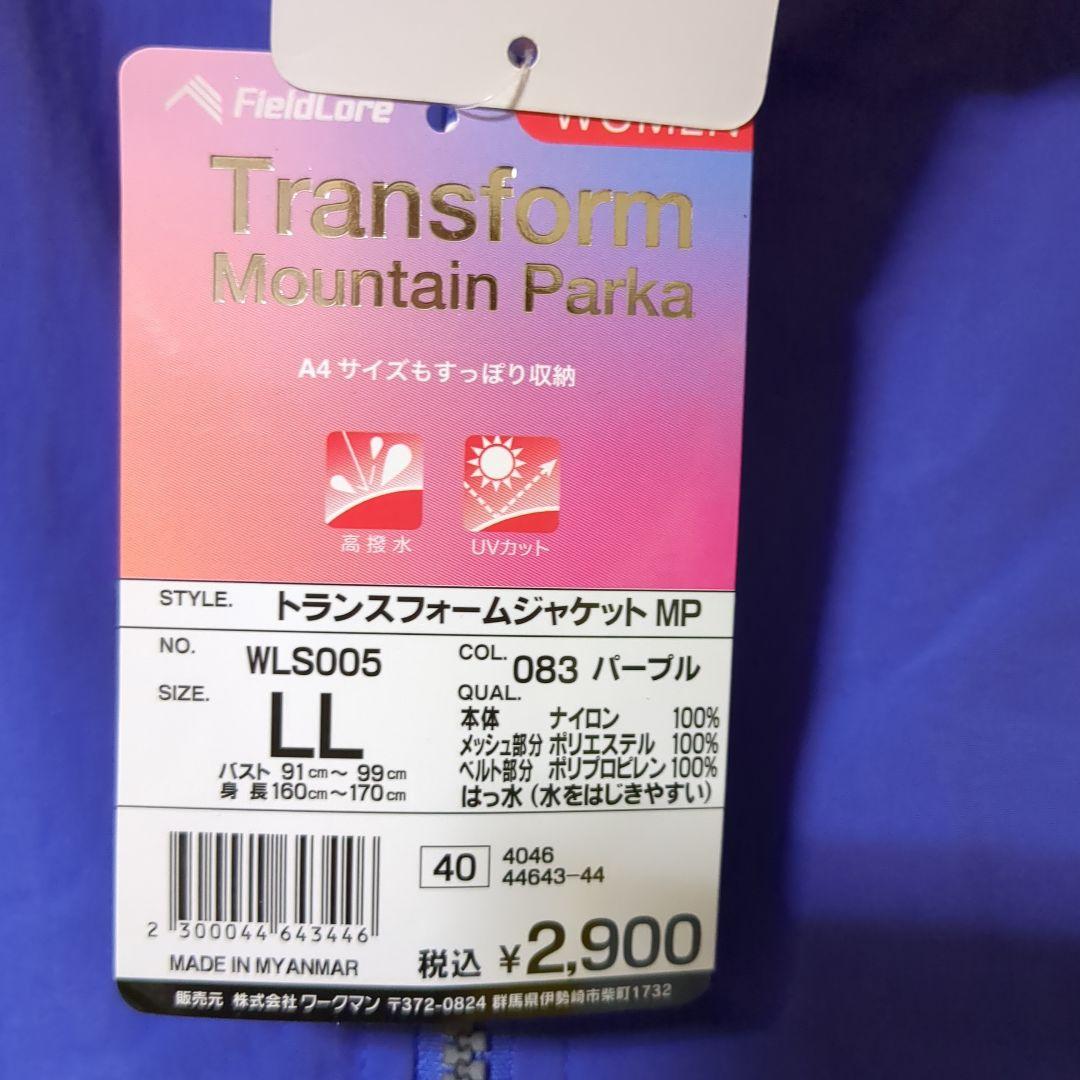 FieldLore
WOMEN
Transform
Mountain Parka
A4 サイズもすっぽり収納
高撥水
UVカット
STYLE. トランスフォームジャケット MP
NO. WLS005
COL. 083 パープル
SIZE. LL
バスト 91cm〜 99cm
身 長 160cm〜170cm
QUAL.
本体 ナイロン 100%
メッシュ部分 ポリエステル 100%
ベルト部分 ポリプロピレン 100%
はっ水 (水をはじきやすい)
40 4046
44643-44
2 300044 643446
税込 ¥2,900
MADE IN MYANMAR
販売元 株式会社 ワークマン 〒372-0824 群馬県伊勢崎市柴町1732